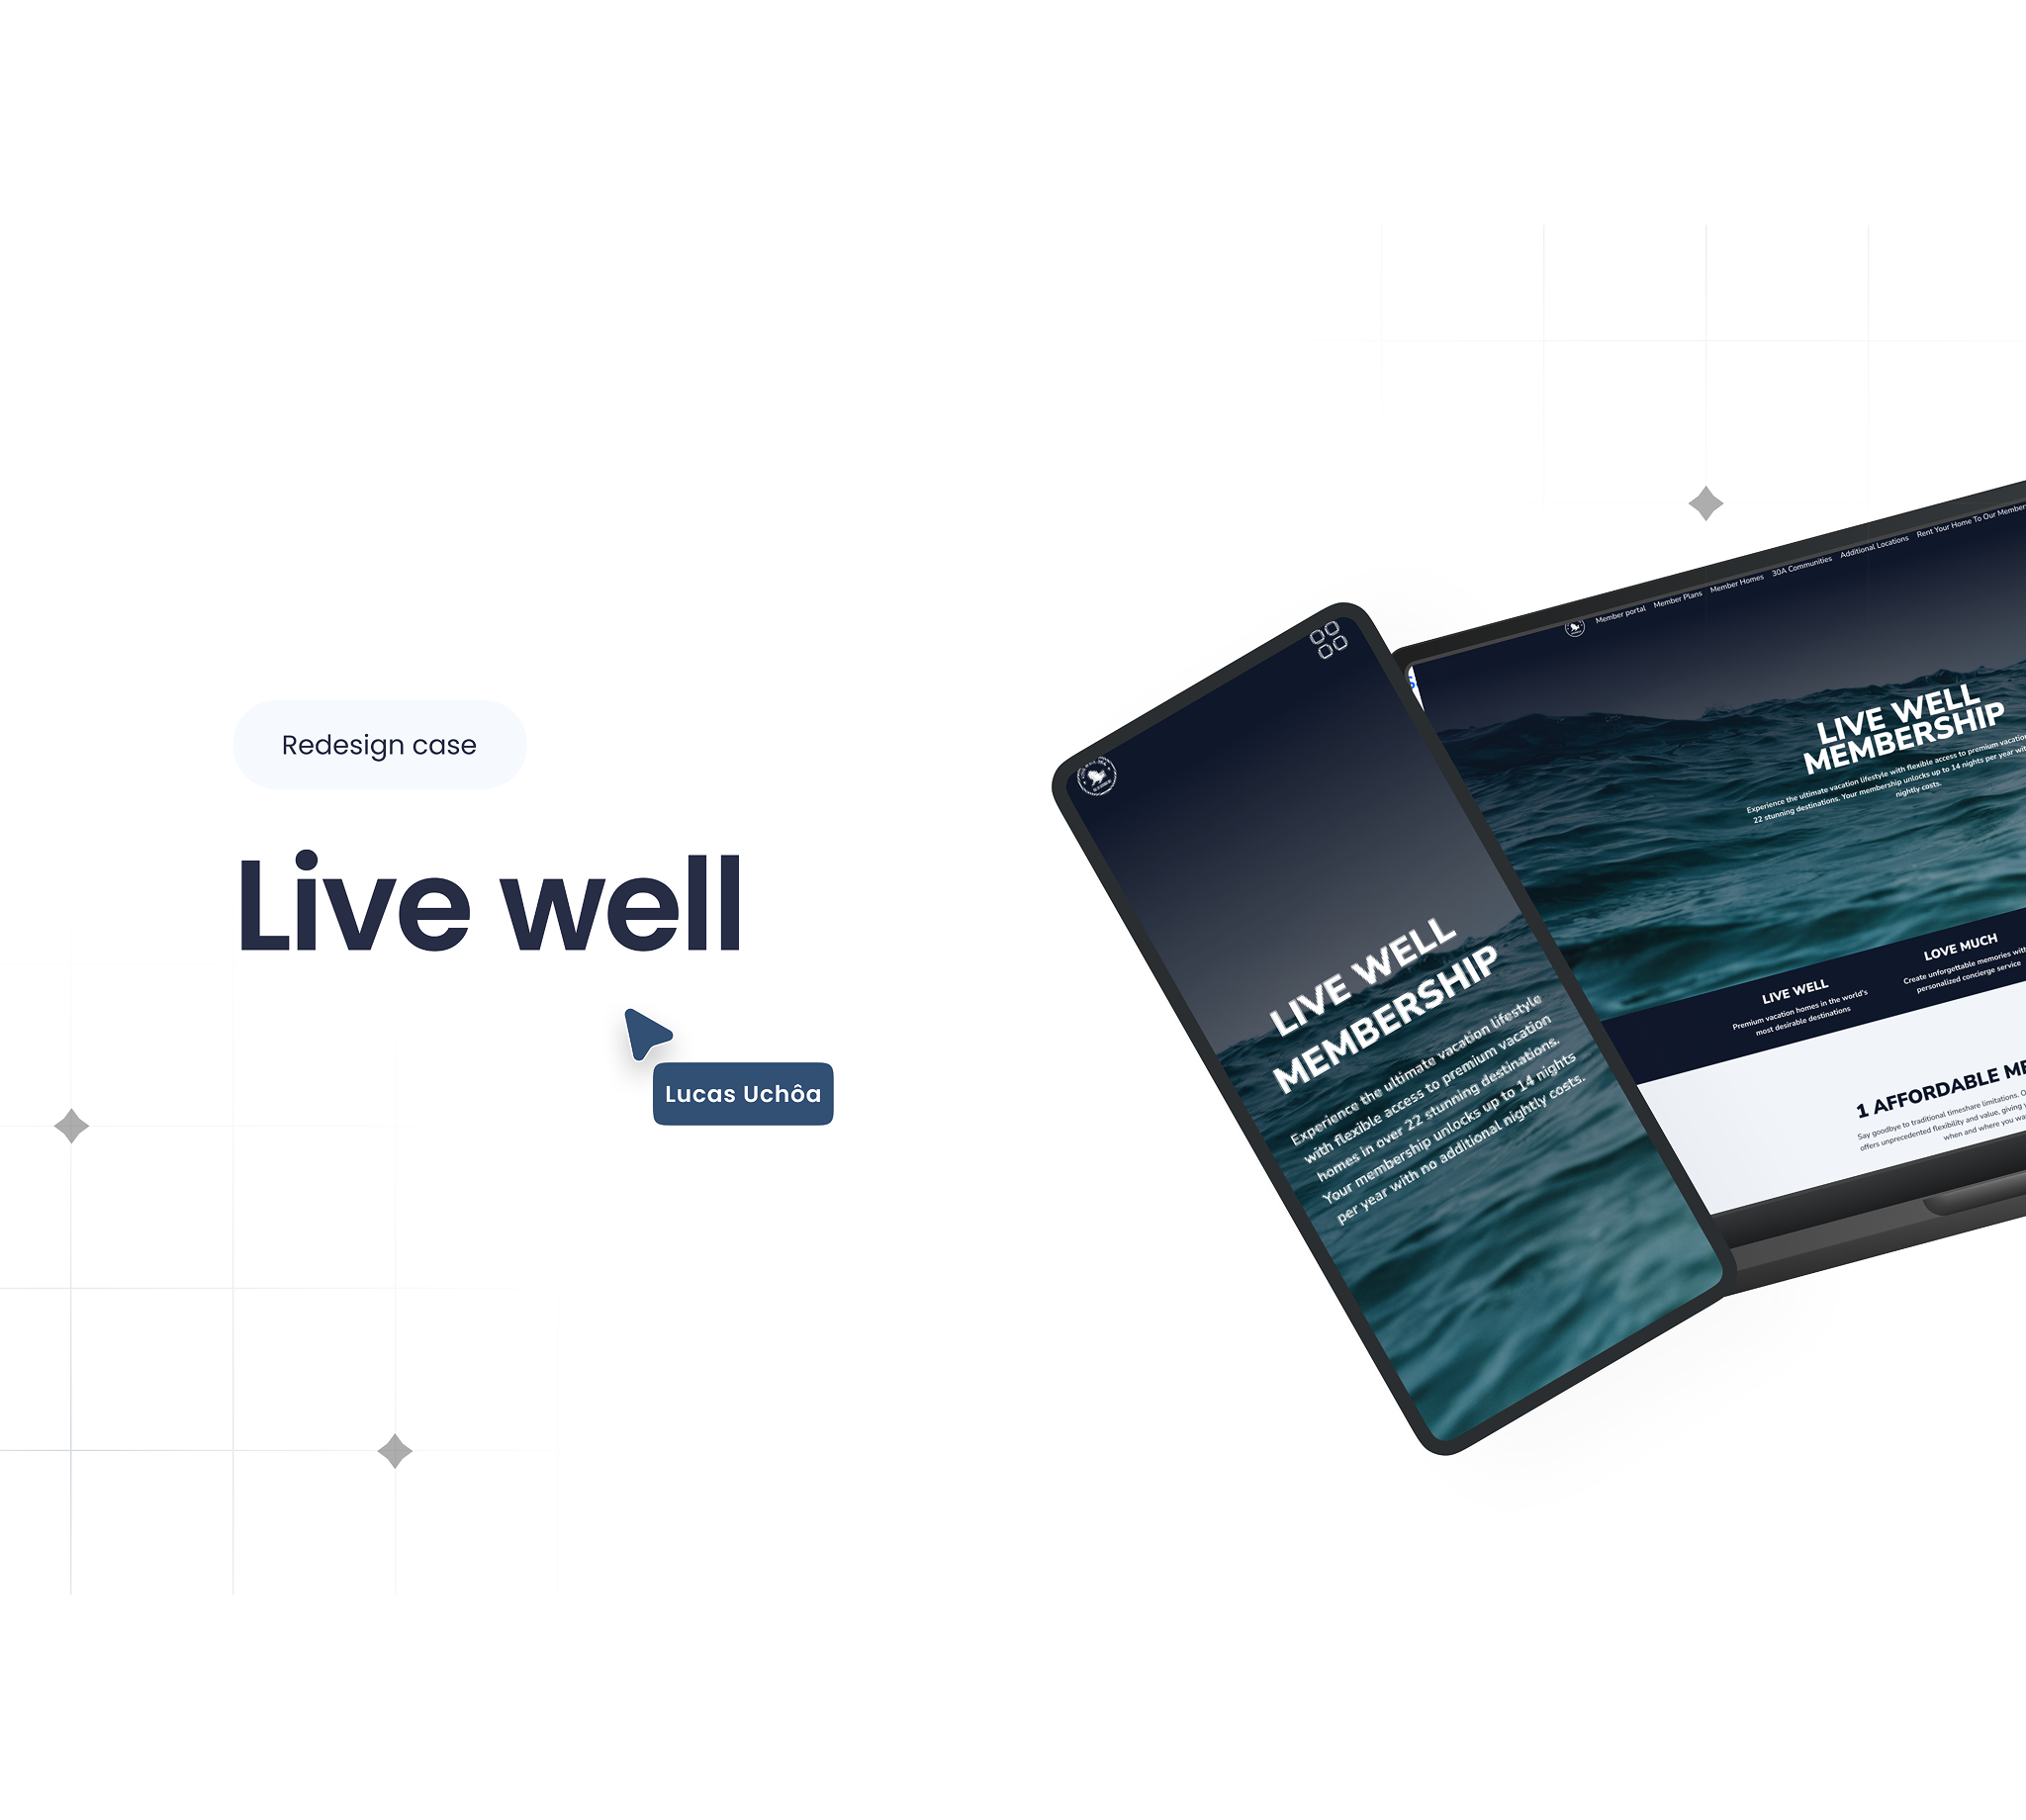 Redesign case
Live well
Lucas Uchôa
LIVE WELL
MEMBERSHIP
Experience the ultimate vacation lifestyle
with flexible access to premium vacation
homes in over 22 stunning destinations.
Your membership unlocks up to 14 nights
per year with no additional nightly costs.
Member portal Member Plans Member Homes 30A Communities Additional Locations Rent Your Home To Our Member
LIVE WELL
MEMBERSHIP
Experience the ultimate vacation lifestyle with flexible access to premium vacation
22 stunning destinations. Your membership unlocks up to 14 nights per year wit
nightly costs.
LIVE WELL
Premium vacation homes in the world's
most desirable destinations
LOVE MUCH
Create unforgettable memories with
personalized concierge service
1 AFFORDABLE ME
Say goodbye to traditional timeshare limitations. O
offers unprecedented flexibility and value, giving
when and where you wa